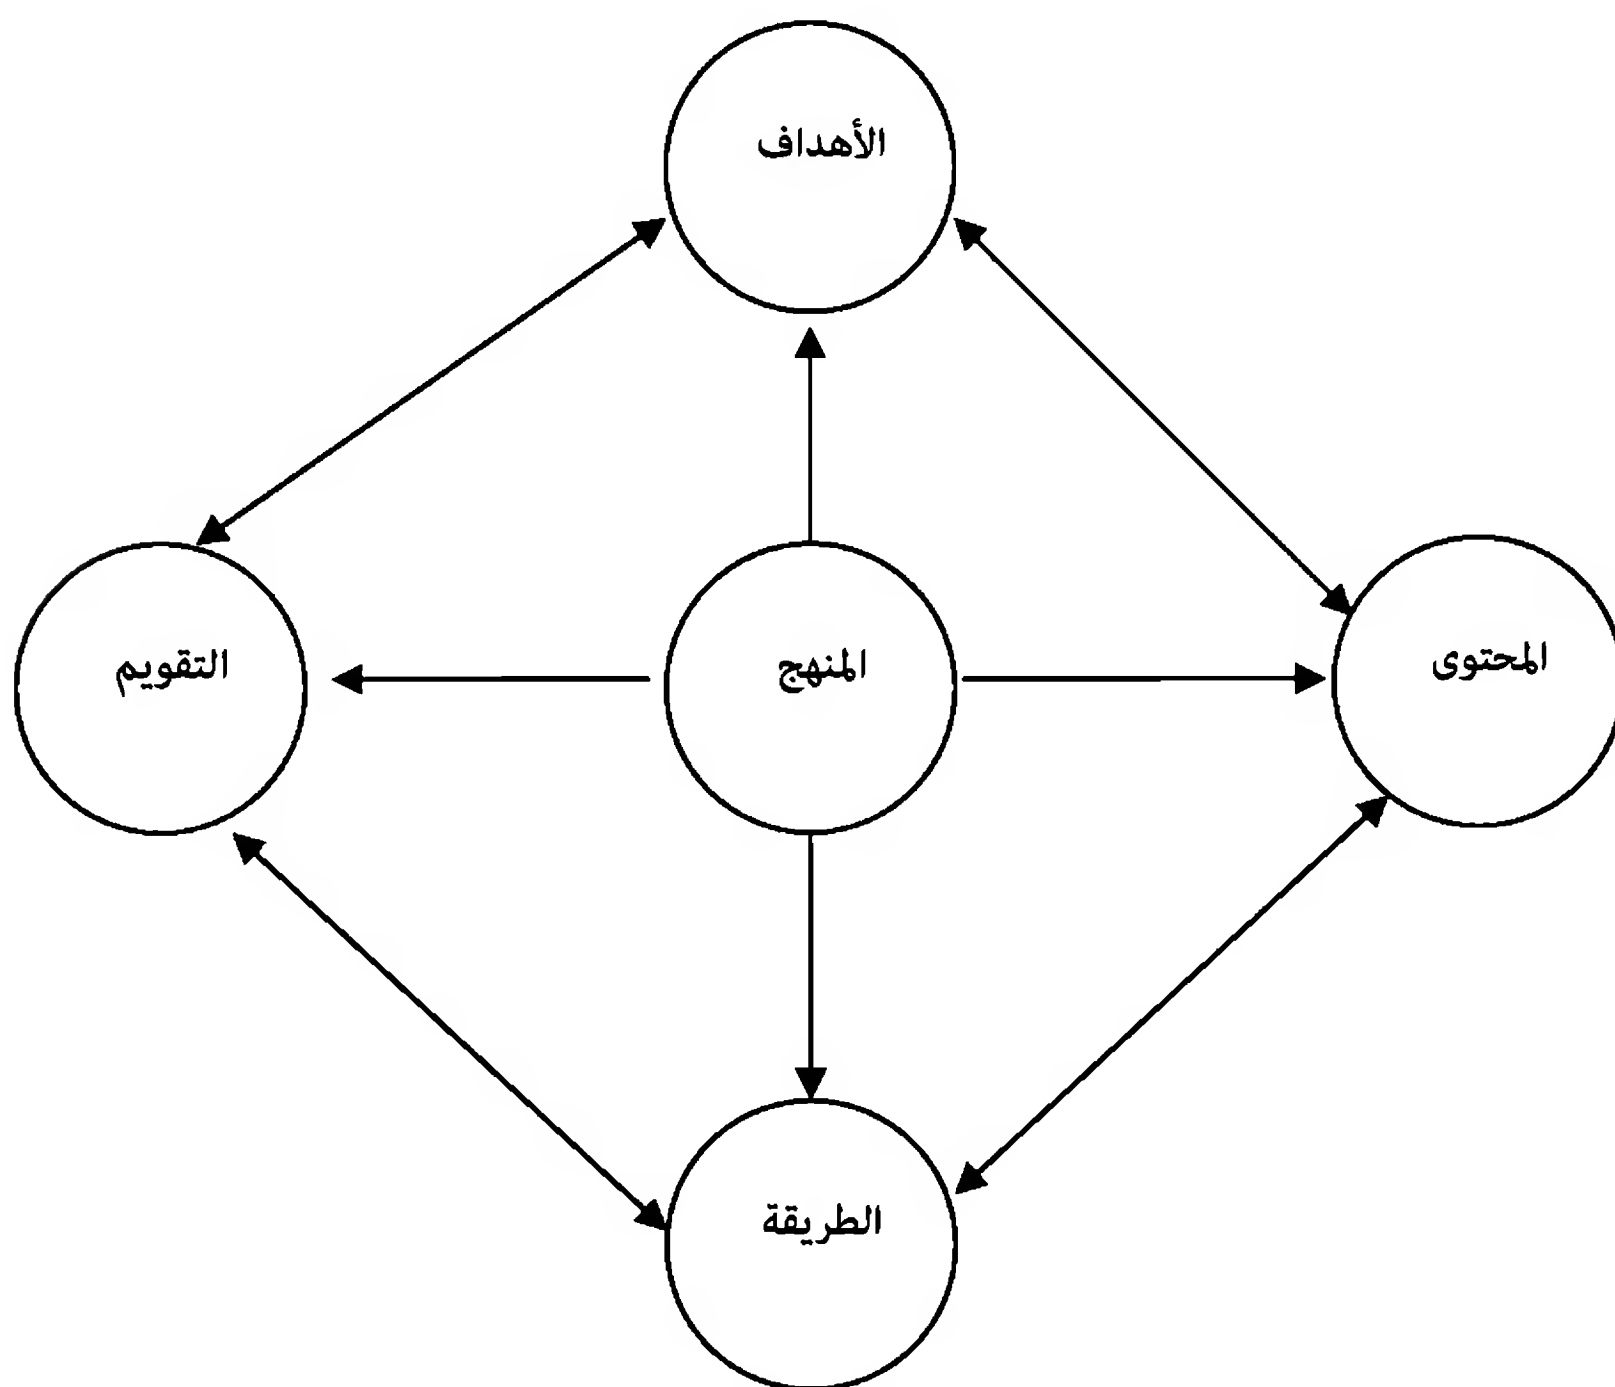 الأهداف
المحتوى
المنهج
التقويم
الطريقة